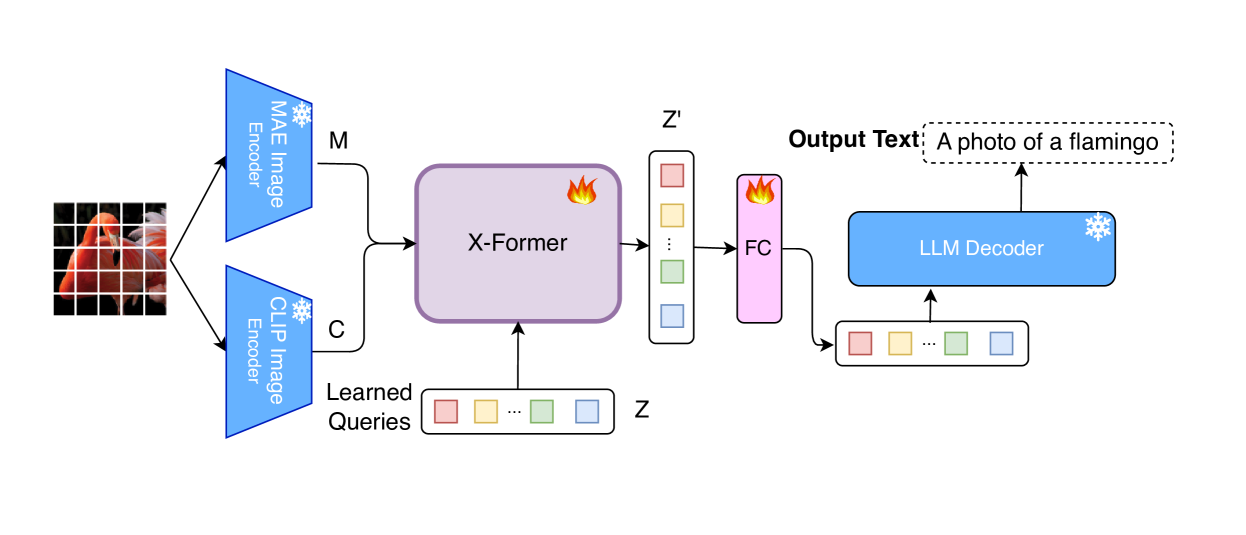 MAE Image
Encoder
M
CLIP Image
Encoder
C
Learned
Queries
...
Z
X-Former
Z'
...
FC
...
LLM Decoder
Output Text
A photo of a flamingo